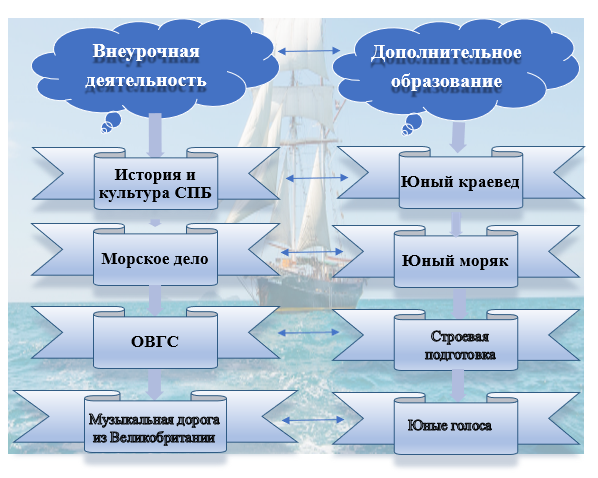 Внеурочная
деятельность
Дополнительное
образование
История и
культура СПБ
Юный краевед
Морское дело
Юный моряк
ОВГС
Строевая
подготовка
Музыкальная дорога
из Великобритании
Юные голоса